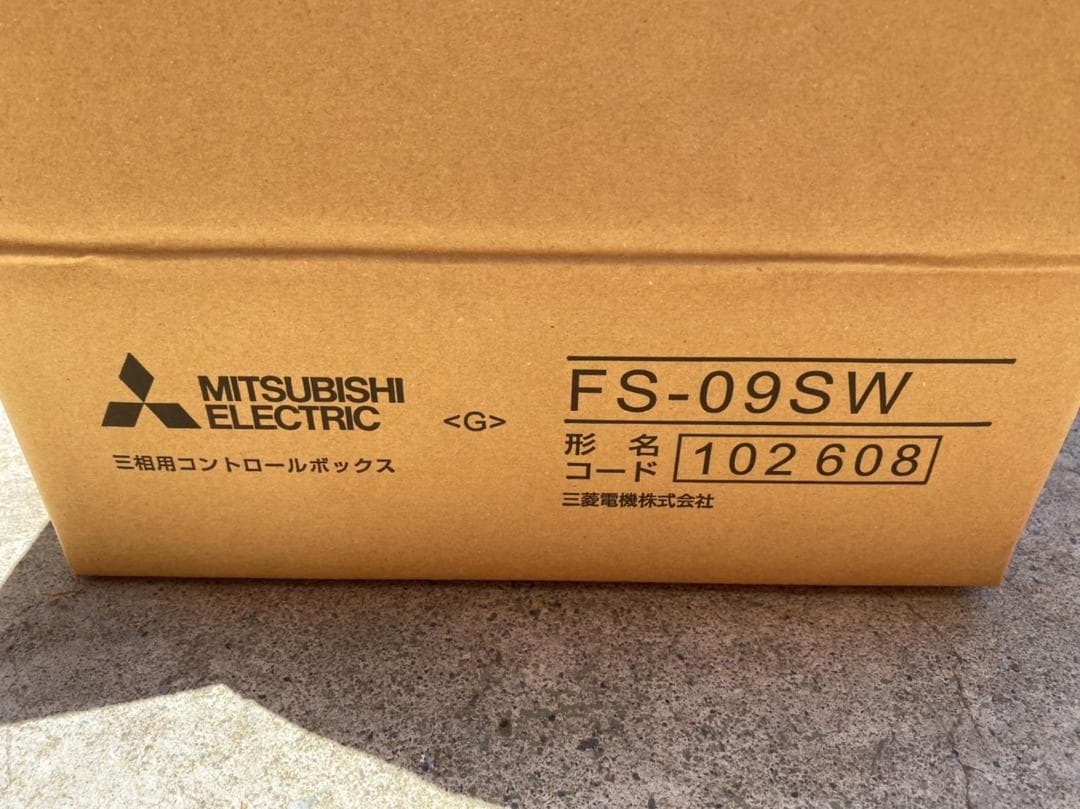 MITSUBISHI
ELECTRIC
<G>
三相用コントロールボックス
FS-09SW
形名
コード 102 608
三菱電機株式会社